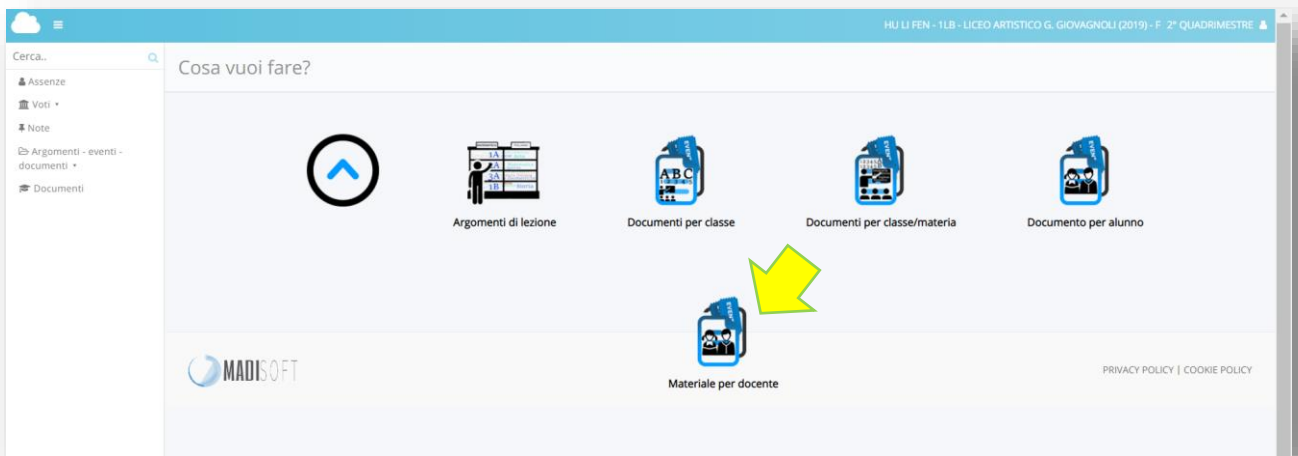 HU LI FEN - 1LB - LICEO ARTISTICO G. GIOVAGNOLI (2019) - F 2° QUADRIMESTRE
Cerca..
Cosa vuoi fare?
Assenze
Voti
Note
Argomenti - eventi -
documenti
Documenti
Argomenti di lezione
Documenti per classe
Documenti per classe/materia
Documento per alunno
MADISOFT
Materiale per docente
PRIVACY POLICY | COOKIE POLICY